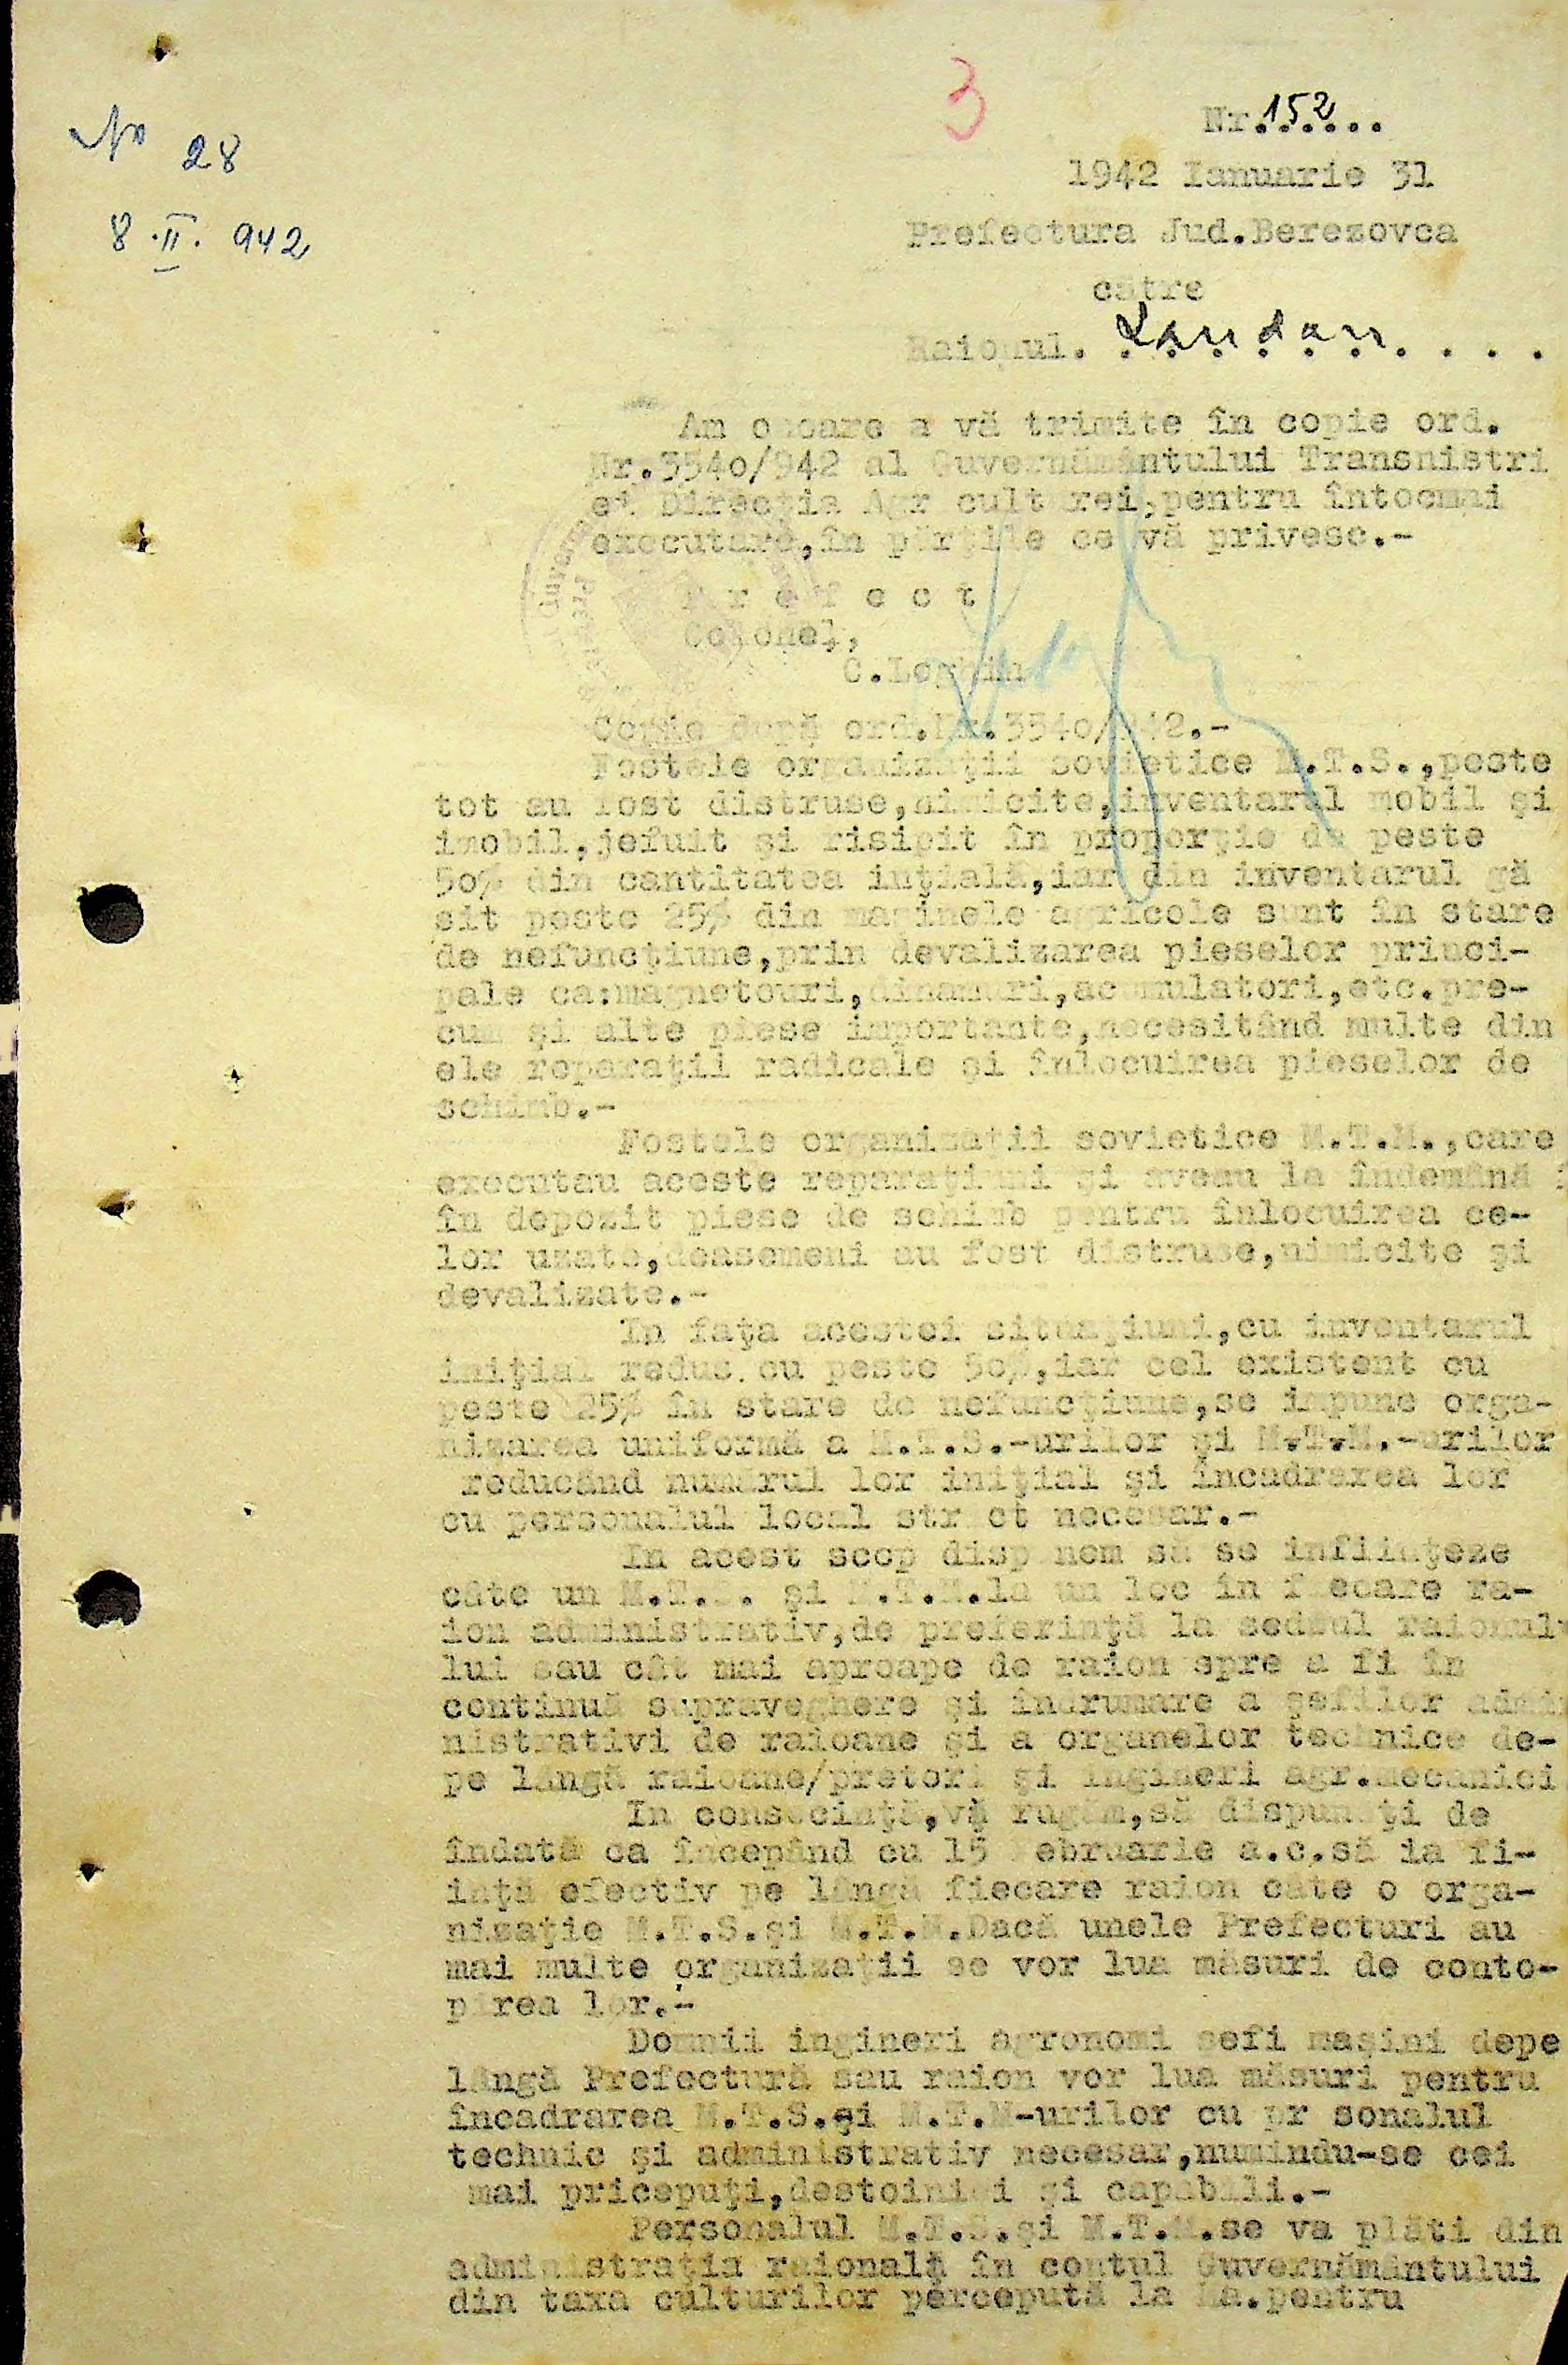 3
No 28
8.II.942
Nr.152...
1942 Ianuarie 31
Prefectura Jud.Berezovca
către
Raionul. Landau. . . .
Am onoare a vă trimite în copie ord.
Nr.3540/942 al Guvernământului Transnistri
ei Direcţia Agr cult rei,pentru întocmai
executare,în părţile ce vă privesc.-
P r e f e c t
Colonel,
C.Loghin
Copie după ord.Nr.3540/942.-
Fostele organizaţii sovietice M.T.S.,peste
tot au fost distruse,nimicite,inventarul mobil şi
imobil,jefuit şi risipit în proporţie de peste
50% din cantitatea inţială,iar din inventarul gă
sit peste 25% din maşinele agricole sunt în stare
de nefuncţiune,prin devalizarea pieselor princi-
pale ca:magnetouri,dinamuri,acumulatori,etc.pre-
cum şi alte piese importante,necesitând multe din
ele reparaţii radicale şi înlocuirea pieselor de
schimb.-
Fostele organizaţii sovietice M.T.M.,care
executau aceste reparaţiuni şi aveau la îndemână
în depozit piese de schimb pentru înlocuirea ce-
lor uzate,deasemeni au fost distruse,nimicite şi
devalizate.-
In faţa acestei situaţiuni,cu inventarul
iniţial redus cu peste 50%,iar cel existent cu
peste 25% în stare de nefuncţiune,se impune orga-
nizarea uniformă a M.T.S.-urilor şi M.T.M.-urilor
reducând numărul lor iniţial şi încadrarea lor
cu personalul local str ct necesar.-
In acest scop disp nem să se infiinţeze
câte un M.T.S. şi M.T.M.la un loc în fiecare ra-
ion administrativ,de preferinţă la sediul raionulu
lui sau cât mai aproape de raion spre a fi în
continuă supraveghere şi îndrumare a şefilor admi
nistrativi de raioane şi a organelor technice de-
pe lângă raioane/pretori şi ingineri agr.mecanici
In consecinţă,vă rugăm,să dispuneţi de
îndată ca începând cu 15 Februarie a.c.să ia fi-
inţă efectiv pe lângă fiecare raion câte o orga-
nizaţie M.T.S.şi M.T.M.Dacă unele Prefecturi au
mai multe organizaţii se vor lua măsuri de conto-
pirea lor.-
Domnii ingineri agronomi sefi maşini depe
lângă Prefectură sau raion vor lua măsuri pentru
încadrarea M.T.S.şi M.T.M-urilor cu pr sonalul
technic şi administrativ necesar,numindu-se cei
mai pricepuţi,destoinici şi capabili.-
Personalul M.T.S.şi M.T.M.se va plăti din
administraţia raională în contul Guvernământului
din taxa culturilor percepută la Ha.pentru